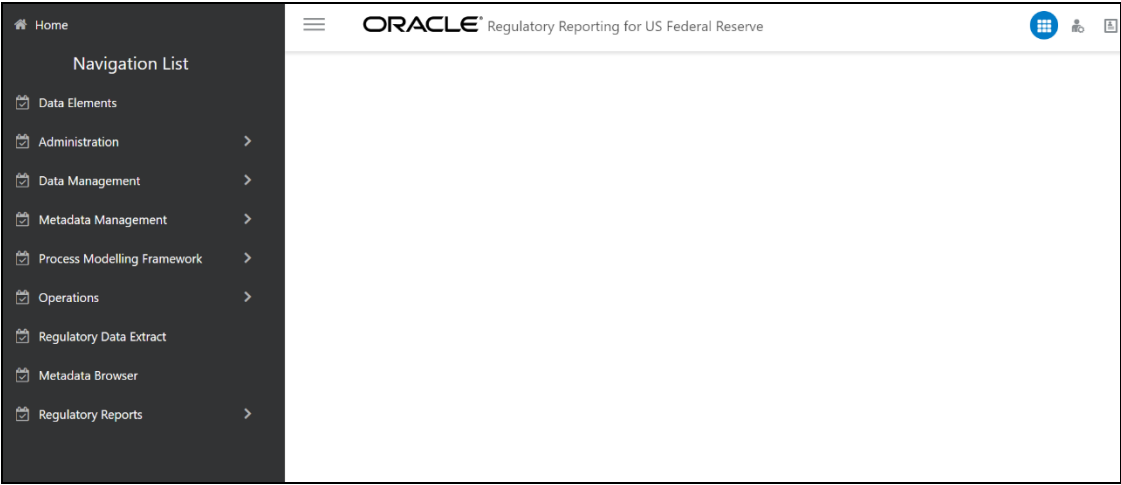 Home
ORACLE® Regulatory Reporting for US Federal Reserve
Navigation List
Data Elements
Administration
Data Management
Metadata Management
Process Modelling Framework
Operations
Regulatory Data Extract
Metadata Browser
Regulatory Reports